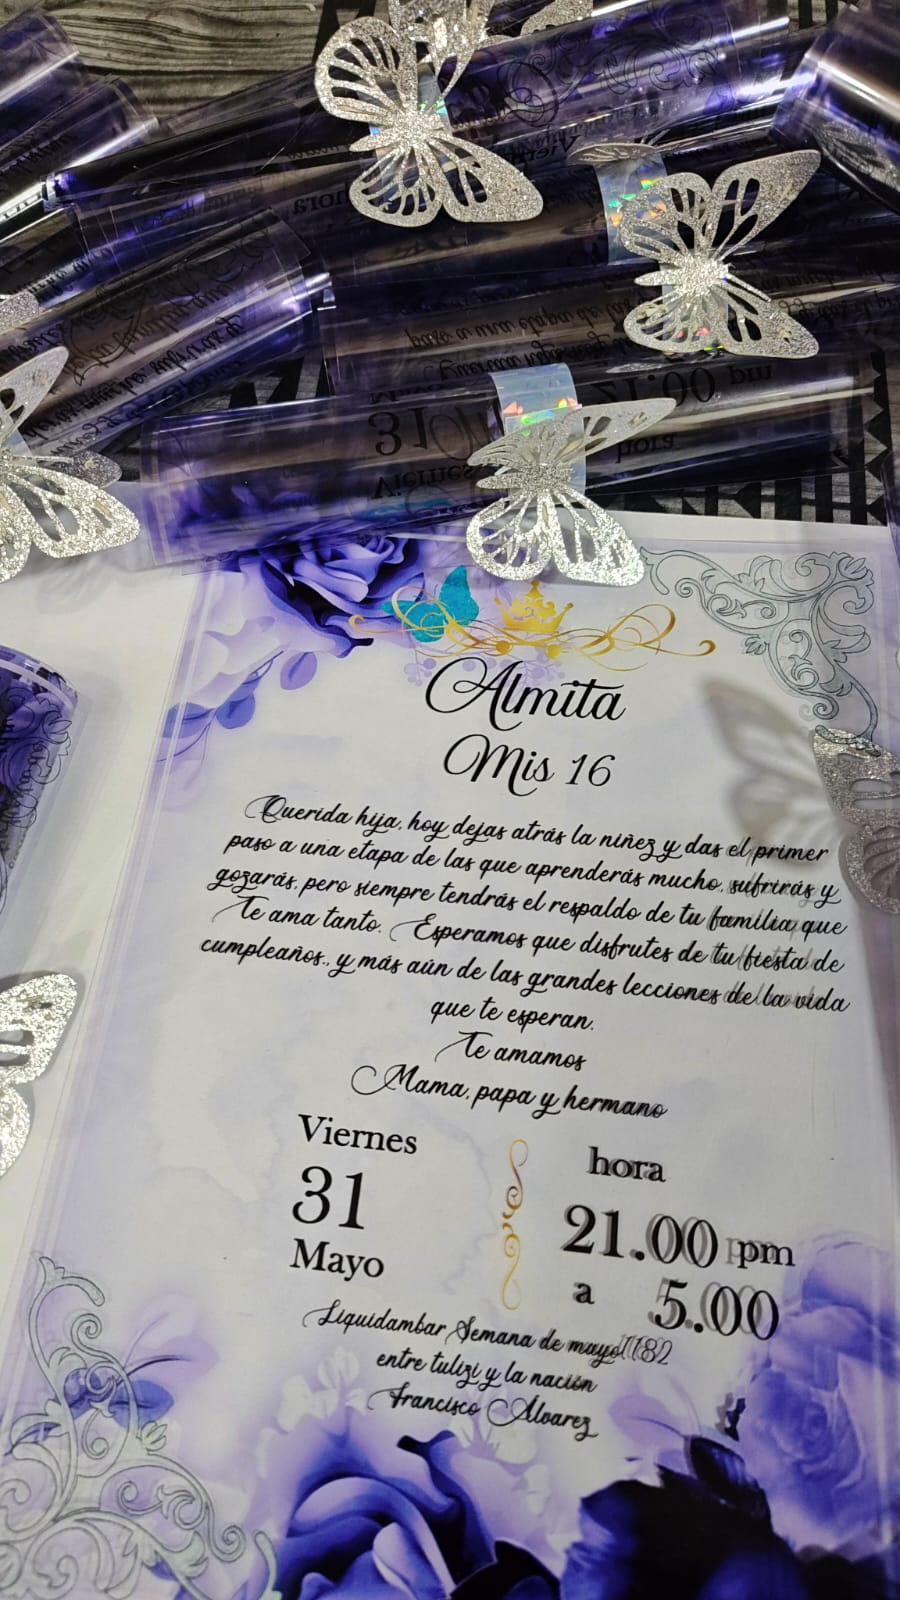 Almita
Mis 16
Querida hija, hoy dejas atrás la niñez y das el primer
paso a una etapa de las que aprenderás mucho, sufrirás y
gozarás, pero siempre tendrás el respaldo de tu familia, que
Te ama tanto. Esperamos que disfrutes de tu fiesta de
cumpleaños., y más aún de las grandes lecciones de la vida
que te esperan.
Te amamos
Mama, papa y hermano
Viernes
31
Mayo
hora
21.00 pm
a 5.00
Liquidambar Semana de mayo 1182
entre tulizi y la nación
Francisco Álvarez